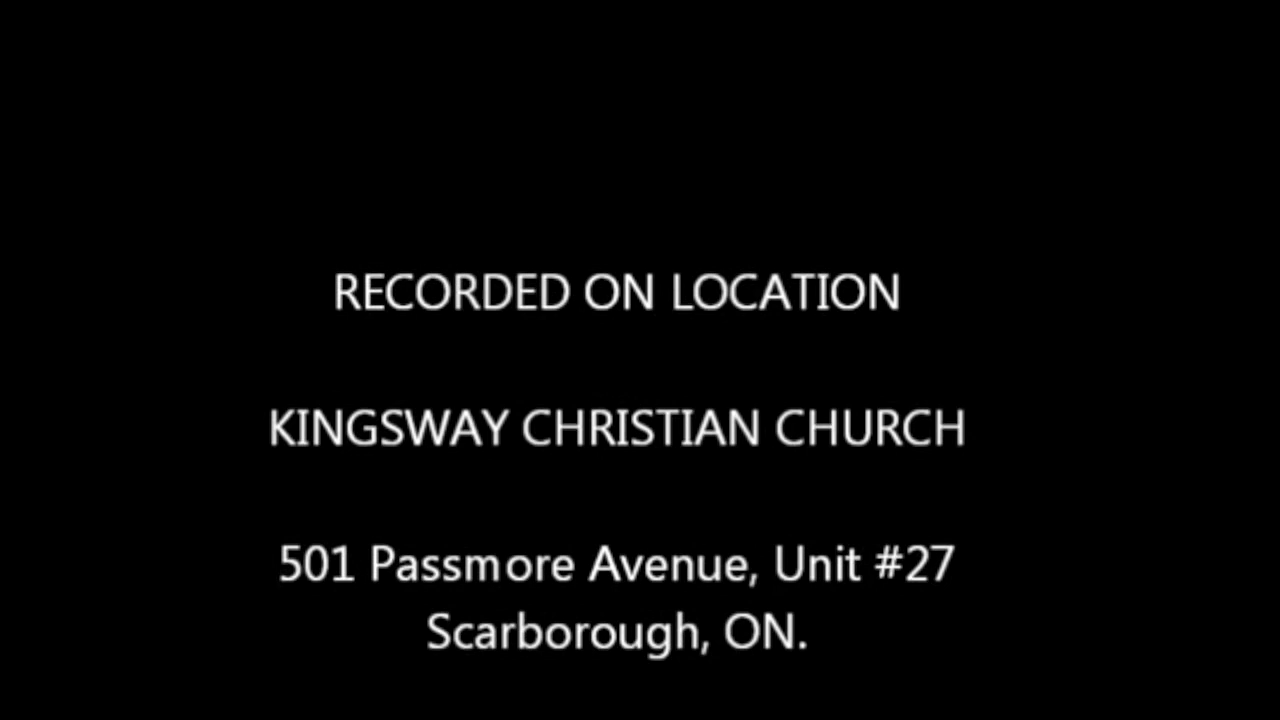 RECORDED ON LOCATION
KINGSWAY CHRISTIAN CHURCH
501 Passmore Avenue, Unit #27
Scarborough, ON.